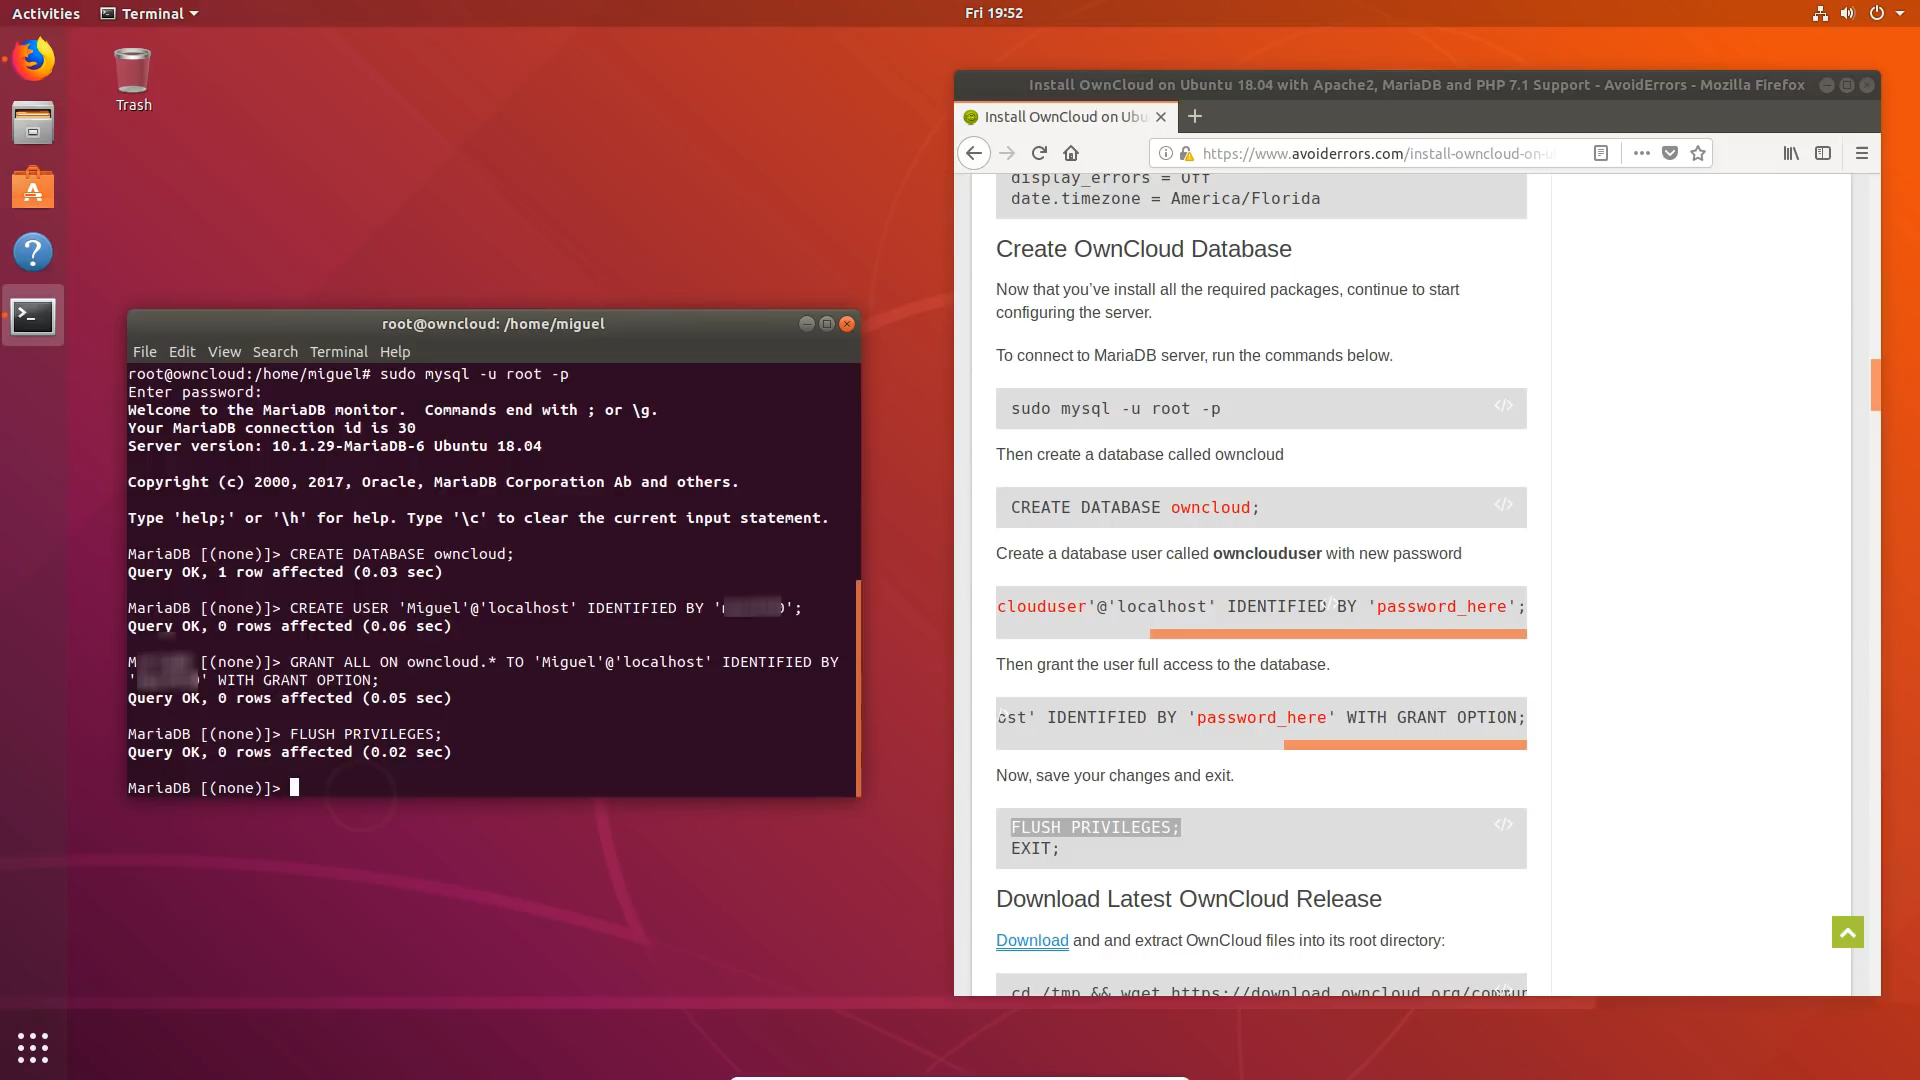 Activities
Terminal
Fri 19:52
Trash
root@owncloud: /home/miguel
File Edit View Search Terminal Help
root@owncloud:/home/miguel# sudo mysql -u root -p
Enter password:
Welcome to the MariaDB monitor.  Commands end with ; or \g.
Your MariaDB connection id is 30
Server version: 10.1.29-MariaDB-6 Ubuntu 18.04
Copyright (c) 2000, 2017, Oracle, MariaDB Corporation Ab and others.
Type 'help;' or '\h' for help. Type '\c' to clear the current input statement.
MariaDB [(none)]> CREATE DATABASE owncloud;
Query OK, 1 row affected (0.03 sec)
MariaDB [(none)]> CREATE USER 'Miguel'@'localhost' IDENTIFIED BY '';
Query OK, 0 rows affected (0.06 sec)
[(none)]> GRANT ALL ON owncloud.* TO 'Miguel'@'localhost' IDENTIFIED BY
'' WITH GRANT OPTION;
Query OK, 0 rows affected (0.05 sec)
MariaDB [(none)]> FLUSH PRIVILEGES;
Query OK, 0 rows affected (0.02 sec)
MariaDB [(none)]>
Install OwnCloud on Ubuntu 18.04 with Apache2, MariaDB and PHP 7.1 Support - AvoidErrors - Mozilla Firefox
Install OwnCloud on Ubu
https://www.avoiderrors.com/install-owncloud-on-u
display_errors = Off
date.timezone = America/Florida
Create OwnCloud Database
Now that you’ve install all the required packages, continue to start
configuring the server.
To connect to MariaDB server, run the commands below.
sudo mysql -u root -p
Then create a database called owncloud
CREATE DATABASE owncloud;
Create a database user called ownclouduser with new password
clouduser'@'localhost' IDENTIFIED BY 'password_here';
Then grant the user full access to the database.
ost' IDENTIFIED BY 'password_here' WITH GRANT OPTION;
Now, save your changes and exit.
FLUSH PRIVILEGES;
EXIT;
Download Latest OwnCloud Release
Download and and extract OwnCloud files into its root directory:
cd /tmp && wget https://download.owncloud.org/commun